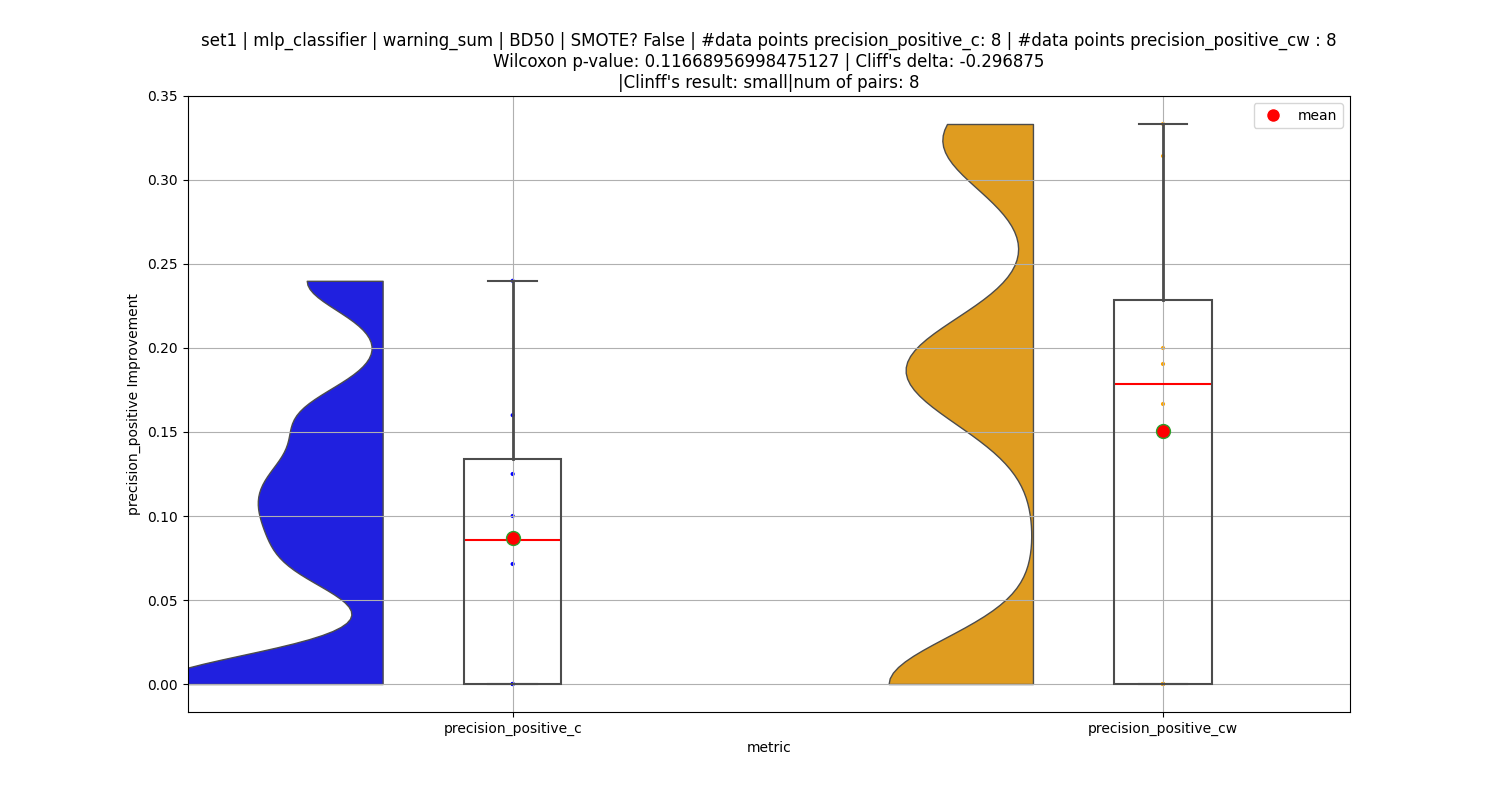 set1 | mlp_classifier | warning_sum | BD50 | SMOTE? False | #data points precision_positive_c: 8 | #data points precision_positive_cw : 8
Wilcoxon p-value: 0.11668956998475127 | Cliff's delta: -0.296875
|Clinff's result: small|num of pairs: 8
mean
precision_positive Improvement
0.35
0.30
0.25
0.20
0.15
0.10
0.05
0.00
precision_positive_c
precision_positive_cw
metric